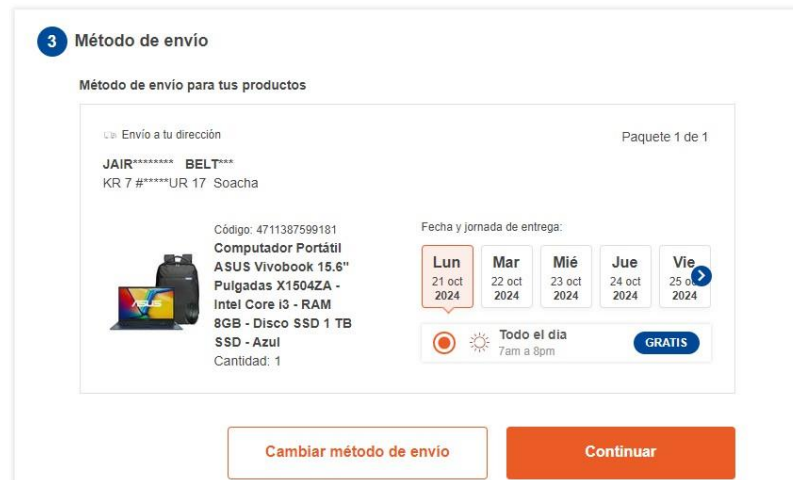 3 Método de envío
Método de envío para tus productos
Envío a tu dirección
Paquete 1 de 1
JAIR******** BELT***
KR 7 #*****UR 17 Soacha
Código: 4711387599181
Computador Portátil
ASUS Vivobook 15.6"
Pulgadas X1504ZA -
Intel Core i3 - RAM
8GB - Disco SSD 1 TB
SSD - Azul
Cantidad: 1
ASUS
Fecha y jornada de entrega:
Lun Mar Mié Jue Vie
21 oct 22 oct 23 oct 24 oct 25
2024 2024 2024 2024 2024
Todo el día
7am a 8pm
GRATIS
Cambiar método de envío
Continuar